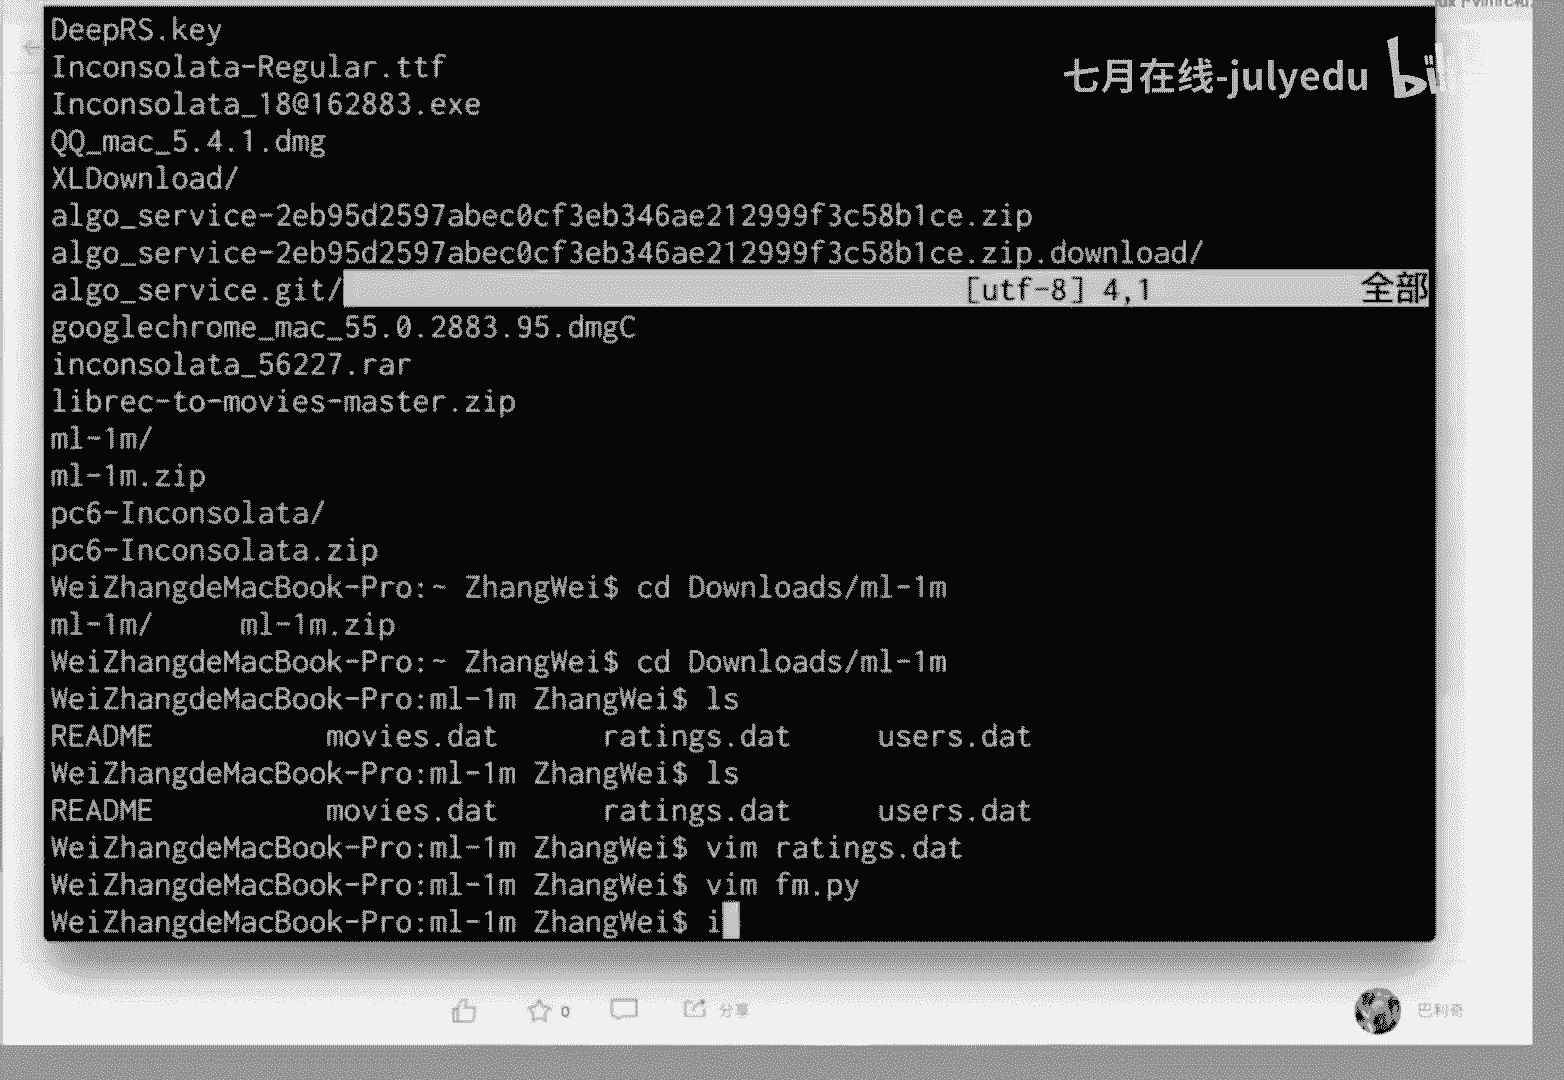 DeepRS.key
Inconsolata-Regular.ttf
七月在线-julyedu
Inconsolata_18@162883.exe
QQ_mac_5.4.1.dmg
XLDownload/
algo_service-2eb95d2597abec0cf3eb346ae212999f3c58b1ce.zip
algo_service-2eb95d2597abec0cf3eb346ae212999f3c58b1ce.zip.download/
algo_service.git/ [utf-8] 4,1 全部
googlechrome_mac_55.0.2883.95.dmgC
inconsolata_56227.rar
librec-to-movies-master.zip
ml-1m/
ml-1m.zip
pc6-Inconsolata/
pc6-Inconsolata.zip
WeiZhangdeMacBook-Pro:~ ZhangWei$ cd Downloads/ml-1m
ml-1m/ ml-1m.zip
WeiZhangdeMacBook-Pro:~ ZhangWei$ cd Downloads/ml-1m
WeiZhangdeMacBook-Pro:ml-1m ZhangWei$ ls
README movies.dat ratings.dat users.dat
WeiZhangdeMacBook-Pro:ml-1m ZhangWei$ ls
README movies.dat ratings.dat users.dat
WeiZhangdeMacBook-Pro:ml-1m ZhangWei$ vim ratings.dat
WeiZhangdeMacBook-Pro:ml-1m ZhangWei$ vim fm.py
WeiZhangdeMacBook-Pro:ml-1m ZhangWei$ i
0 分享 巴利奇